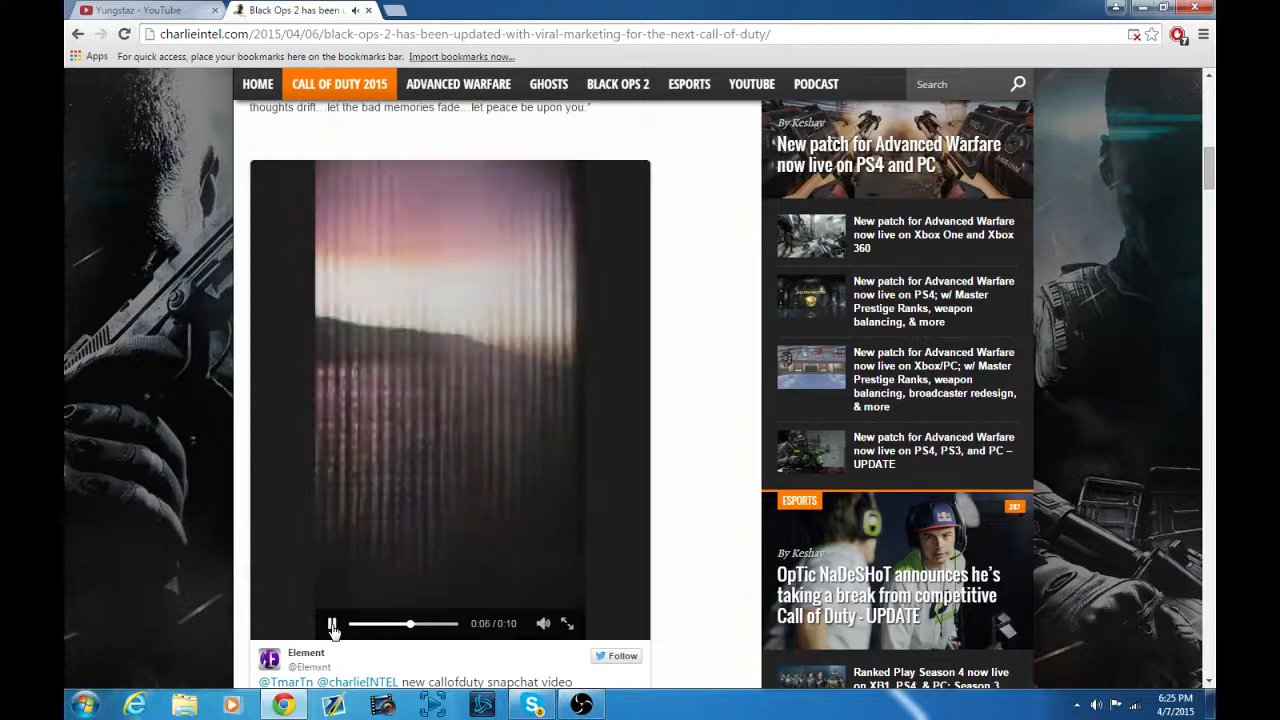 Yungstaz - YouTube
Black Ops 2 has been u
charlieintel.com/2015/04/06/black-ops-2-has-been-updated-with-viral-marketing-for-the-next-call-of-duty/
7
Apps
For quick access, place your bookmarks here on the bookmarks bar. Import bookmarks now...
HOME
CALL OF DUTY 2015
ADVANCED WARFARE
GHOSTS
BLACK OPS 2
ESPORTS
YOUTUBE
PODCAST
Search
thoughts drift...let the bad memories fade...let peace be upon you."
By Keshav
New patch for Advanced Warfare
now live on PS4 and PC
New patch for Advanced Warfare
now live on Xbox One and Xbox
360
New patch for Advanced Warfare
now live on PS4; w/ Master
Prestige Ranks, weapon
balancing, & more
New patch for Advanced Warfare
now live on Xbox/PC; w/ Master
Prestige Ranks, weapon
balancing, broadcaster redesign,
& more
New patch for Advanced Warfare
now live on PS4, PS3, and PC –
UPDATE
ESPORTS
287
By Keshav
OpTic NaDeSHoT announces he's
taking a break from competitive
Call of Duty - UPDATE
Ranked Play Season 4 now live
on XB1, PS4, & PC; Season 3
0:06 / 0:10
Element
@Elemxnt
Follow
@TmarTn @charlieINTEL new callofduty snapchat video
6:25 PM
4/7/2015